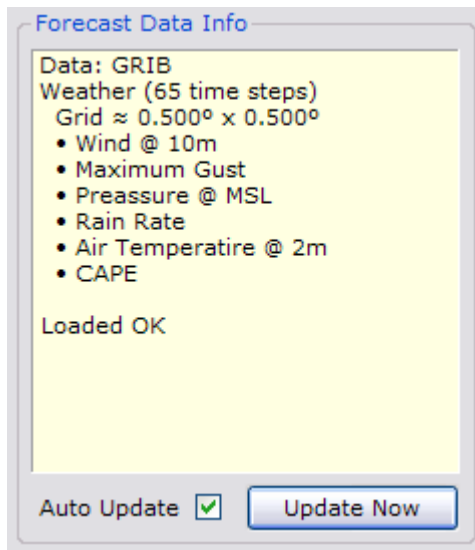 Forecast Data Info
Data: GRIB
Weather (65 time steps)
Grid ≈ 0.500º x 0.500º
• Wind @ 10m
• Maximum Gust
• Preassure @ MSL
• Rain Rate
• Air Temperatire @ 2m
• CAPE
Loaded OK
Auto Update
Update Now